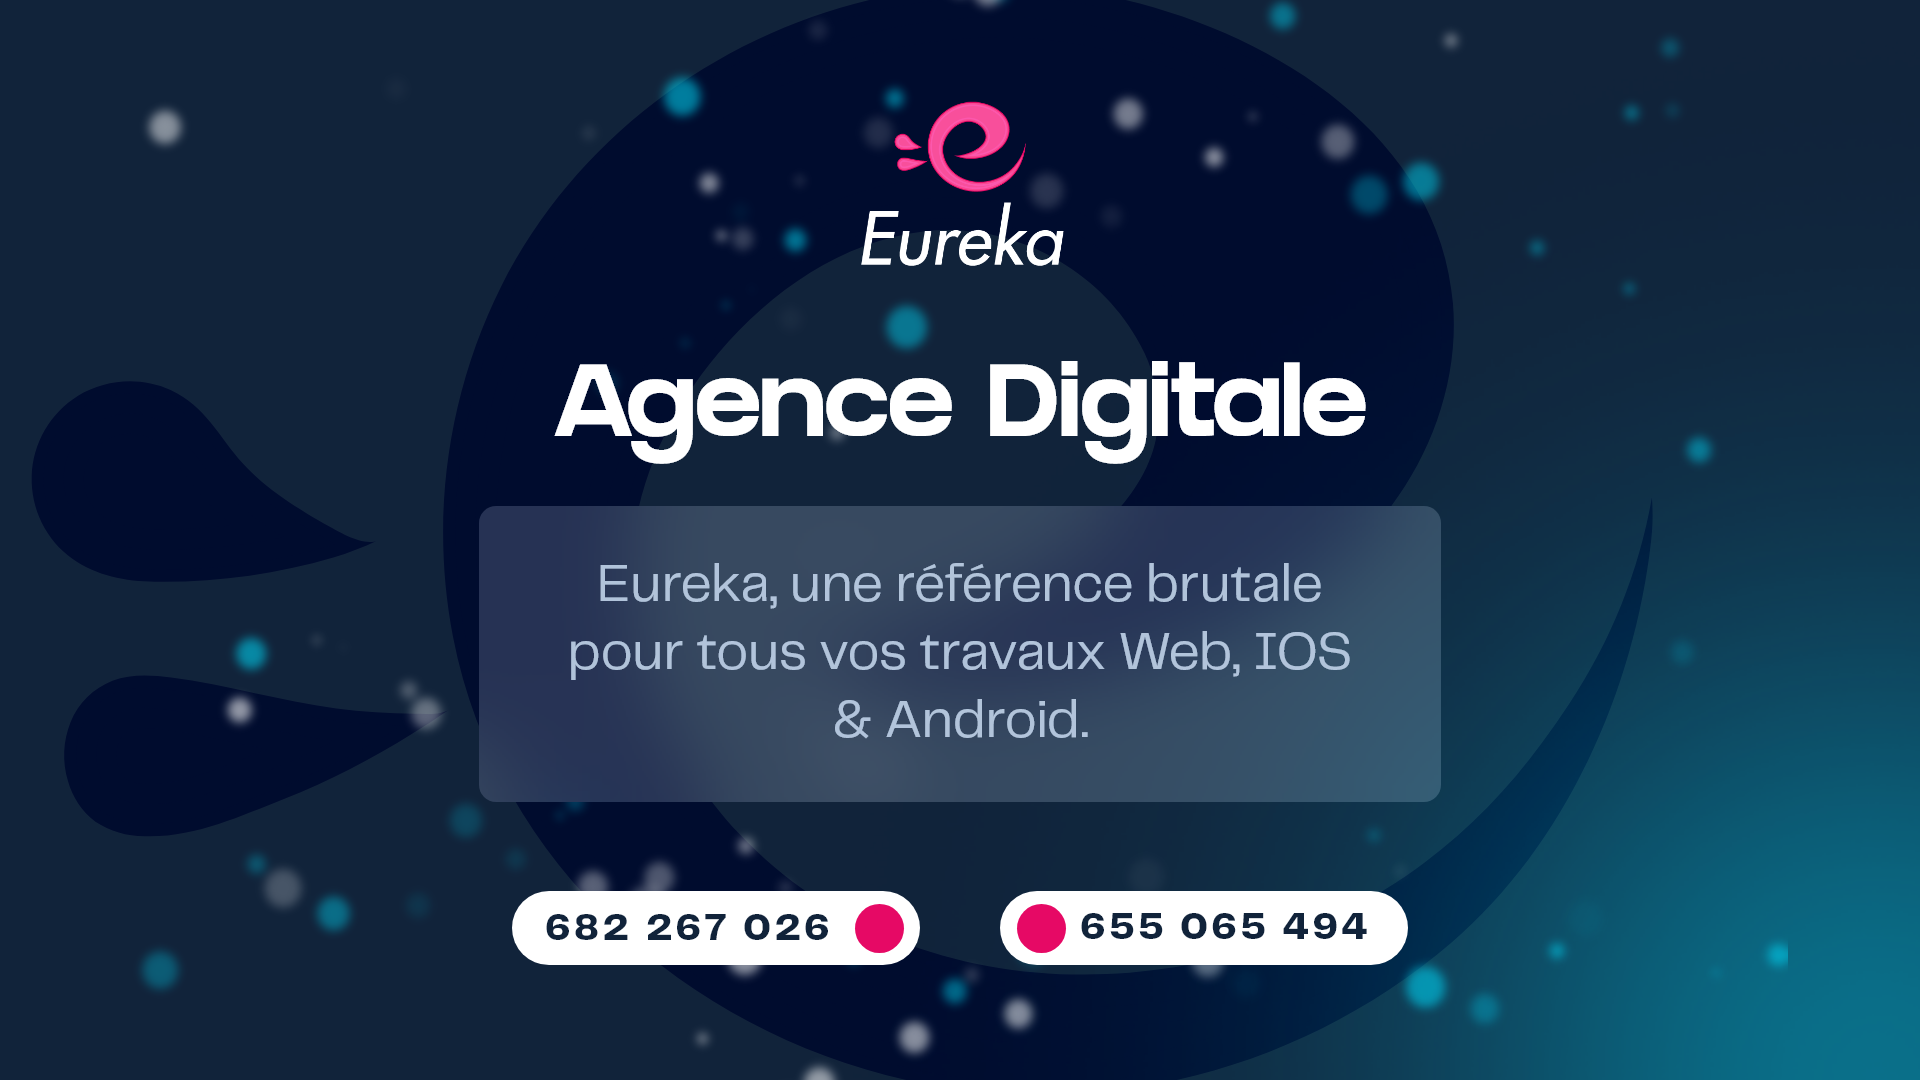 Eureka
Agence Digitale
Eureka, une référence brutale
pour tous vos travaux Web, IOS
& Android.
682 267 026
655 065 494